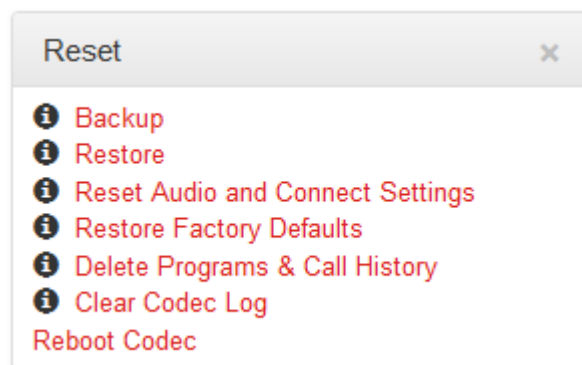 Reset
Backup
Restore
Reset Audio and Connect Settings
Restore Factory Defaults
Delete Programs & Call History
Clear Codec Log
Reboot Codec